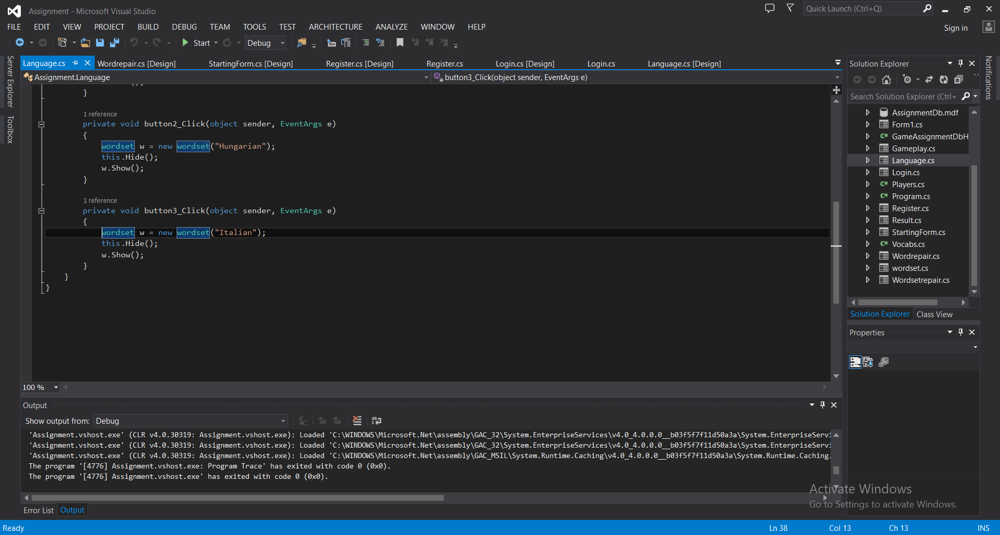 Assignment - Microsoft Visual Studio
Quick Launch (Ctrl+Q)
FILE EDIT VIEW PROJECT BUILD DEBUG TEAM TOOLS TEST ARCHITECTURE ANALYZE WINDOW HELP
Sign in
Start Debug
Server Explorer
Toolbox
Language.cs Wordrepair.cs [Design] StartingForm.cs [Design] Register.cs [Design] Register.cs Login.cs [Design] Login.cs Language.cs [Design]
Assignment.Language button3_Click(object sender, EventArgs e)
}
1 reference
private void button2_Click(object sender, EventArgs e)
{
wordset w = new wordset("Hungarian");
this.Hide();
w.Show();
}
1 reference
private void button3_Click(object sender, EventArgs e)
{
wordset w = new wordset("Italian");
this.Hide();
w.Show();
}
}
}
100 %
Solution Explorer
Search Solution Explorer (Ctrl+
AssignmentDb.mdf
Form1.cs
C# GameAssignmentDbH
Gameplay.cs
Language.cs
Login.cs
C# Players.cs
C# Program.cs
Register.cs
Result.cs
StartingForm.cs
C# Vocabs.cs
Wordrepair.cs
wordset.cs
Wordsetrepair.cs
Solution Explorer Class View
Properties
Notifications
Output
Show output from: Debug
'Assignment.vshost.exe' (CLR v4.0.30319: Assignment.vshost.exe): Loaded 'C:\WINDOWS\Microsoft.Net\assembly\GAC_32\System.EnterpriseServices\v4.0_4.0.0.0__b03f5f7f11d50a3a\System.EnterpriseServi
'Assignment.vshost.exe' (CLR v4.0.30319: Assignment.vshost.exe): Loaded 'C:\WINDOWS\Microsoft.Net\assembly\GAC_32\System.EnterpriseServices\v4.0_4.0.0.0__b03f5f7f11d50a3a\System.EnterpriseServi
'Assignment.vshost.exe' (CLR v4.0.30319: Assignment.vshost.exe): Loaded 'C:\WINDOWS\Microsoft.Net\assembly\GAC_MSIL\System.Runtime.Caching\v4.0_4.0.0.0__b03f5f7f11d50a3a\System.Runtime.Caching.
The program '[4776] Assignment.vshost.exe: Program Trace' has exited with code 0 (0x0).
The program '[4776] Assignment.vshost.exe' has exited with code 0 (0x0).
Activate Windows
Go to Settings to activate Windows.
Error List Output
Ready Ln 38 Col 13 Ch 13 INS